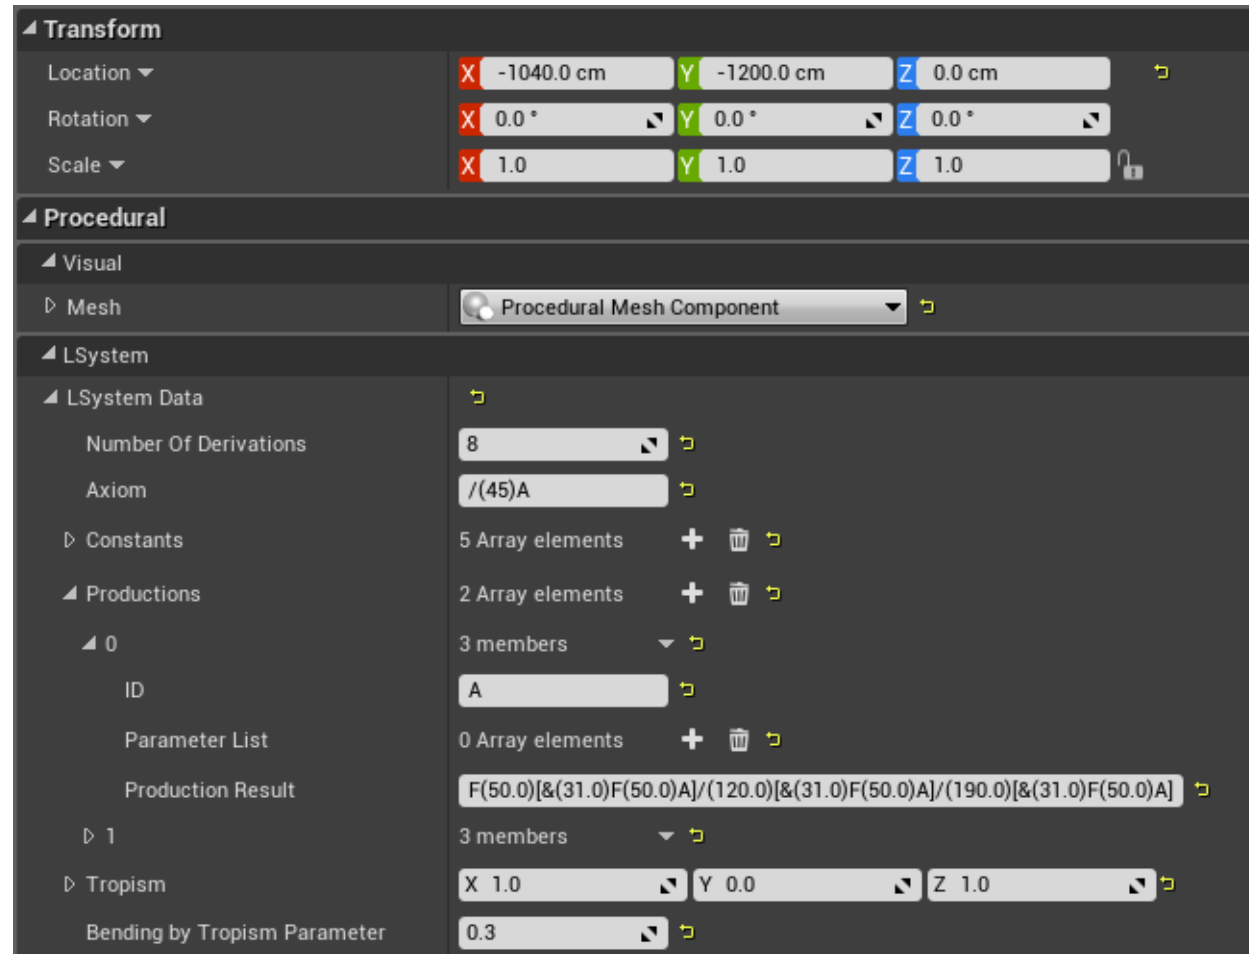 Transform
Location X -1040.0 cm Y -1200.0 cm Z 0.0 cm
Rotation X 0.0 ° Y 0.0 ° Z 0.0 °
Scale X 1.0 Y 1.0 Z 1.0
Procedural
Visual
Mesh Procedural Mesh Component
LSystem
LSystem Data
Number Of Derivations 8
Axiom /(45)A
Constants 5 Array elements
Productions 2 Array elements
0 3 members
ID A
Parameter List 0 Array elements
Production Result F(50.0)[&(31.0)F(50.0)A]/(120.0)[&(31.0)F(50.0)A]/(190.0)[&(31.0)F(50.0)A]
1 3 members
Tropism X 1.0 Y 0.0 Z 1.0
Bending by Tropism Parameter 0.3